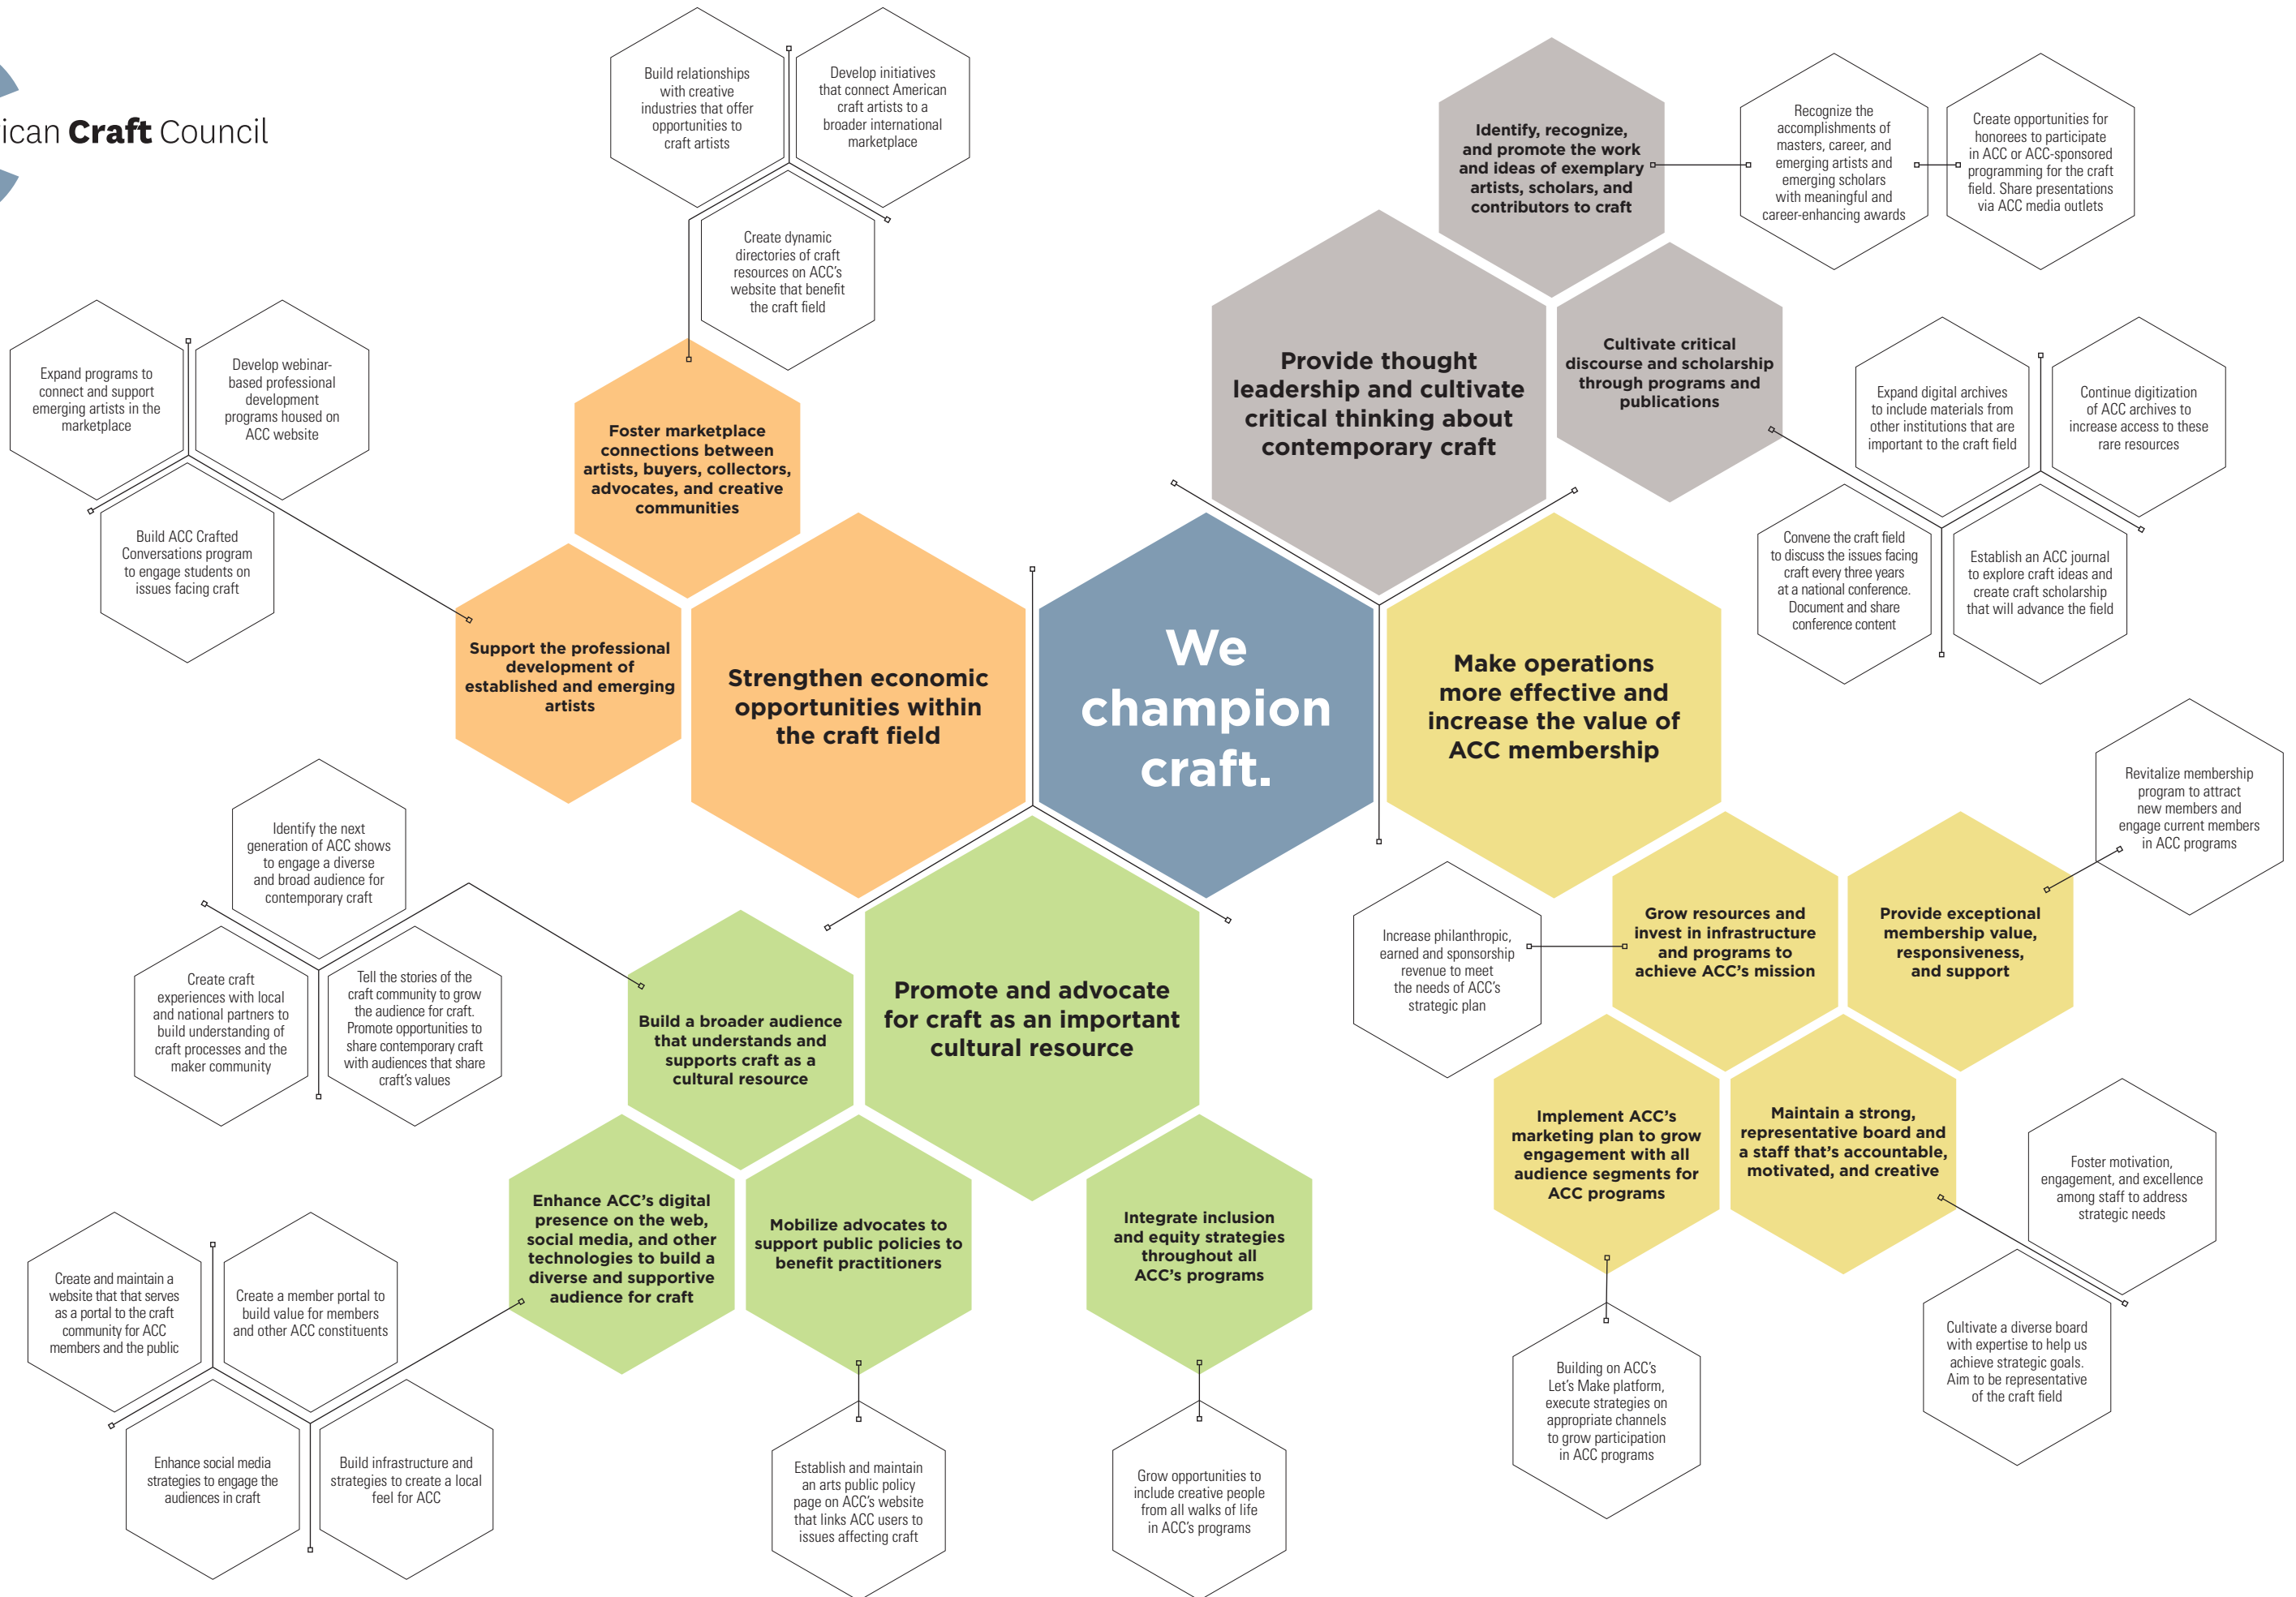 ican Craft Council
Build relationships
with creative
industries that offer
opportunities to
craft artists
Develop initiatives
that connect American
craft artists to a
broader international
marketplace
Create dynamic
directories of craft
resources on ACC's
website that benefit
the craft field
Expand programs to
connect and support
emerging artists in the
marketplace
Develop webinar-
based professional
development
programs housed on
ACC website
Build ACC Crafted
Conversations program
to engage students on
issues facing craft
Foster marketplace
connections between
artists, buyers, collectors,
advocates, and creative
communities
Support the professional
development of
established and emerging
artists
Strengthen economic
opportunities within
the craft field
We
champion
craft.
Provide thought
leadership and cultivate
critical thinking about
contemporary craft
Identify, recognize,
and promote the work
and ideas of exemplary
artists, scholars, and
contributors to craft
Recognize the
accomplishments of
masters, career, and
emerging artists and
emerging scholars
with meaningful and
career-enhancing awards
Create opportunities for
honorees to participate
in ACC or ACC-sponsored
programming for the craft
field. Share presentations
via ACC media outlets
Cultivate critical
discourse and scholarship
through programs and
publications
Expand digital archives
to include materials from
other institutions that are
important to the craft field
Continue digitization
of ACC archives to
increase access to these
rare resources
Convene the craft field
to discuss the issues facing
craft every three years
at a national conference.
Document and share
conference content
Establish an ACC journal
to explore craft ideas and
create craft scholarship
that will advance the field
Make operations
more effective and
increase the value of
ACC membership
Revitalize membership
program to attract
new members and
engage current members
in ACC programs
Grow resources and
invest in infrastructure
and programs to
achieve ACC's mission
Provide exceptional
membership value,
responsiveness,
and support
Increase philanthropic,
earned and sponsorship
revenue to meet
the needs of ACC's
strategic plan
Implement ACC's
marketing plan to grow
engagement with all
audience segments for
ACC programs
Maintain a strong,
representative board and
a staff that's accountable,
motivated, and creative
Foster motivation,
engagement, and excellence
among staff to address
strategic needs
Cultivate a diverse board
with expertise to help us
achieve strategic goals.
Aim to be representative
of the craft field
Building on ACC's
Let's Make platform,
execute strategies on
appropriate channels
to grow participation
in ACC programs
Identify the next
generation of ACC shows
to engage a diverse
and broad audience for
contemporary craft
Create craft
experiences with local
and national partners to
build understanding of
craft processes and the
maker community
Tell the stories of the
craft community to grow
the audience for craft.
Promote opportunities to
share contemporary craft
with audiences that share
craft's values
Build a broader audience
that understands and
supports craft as a
cultural resource
Promote and advocate
for craft as an important
cultural resource
Enhance ACC's digital
presence on the web,
social media, and other
technologies to build a
diverse and supportive
audience for craft
Mobilize advocates to
support public policies to
benefit practitioners
Integrate inclusion
and equity strategies
throughout all
ACC's programs
Create and maintain a
website that that serves
as a portal to the craft
community for ACC
members and the public
Create a member portal to
build value for members
and other ACC constituents
Enhance social media
strategies to engage the
audiences in craft
Build infrastructure and
strategies to create a local
feel for ACC
Establish and maintain
an arts public policy
page on ACC's website
that links ACC users to
issues affecting craft
Grow opportunities to
include creative people
from all walks of life
in ACC's programs